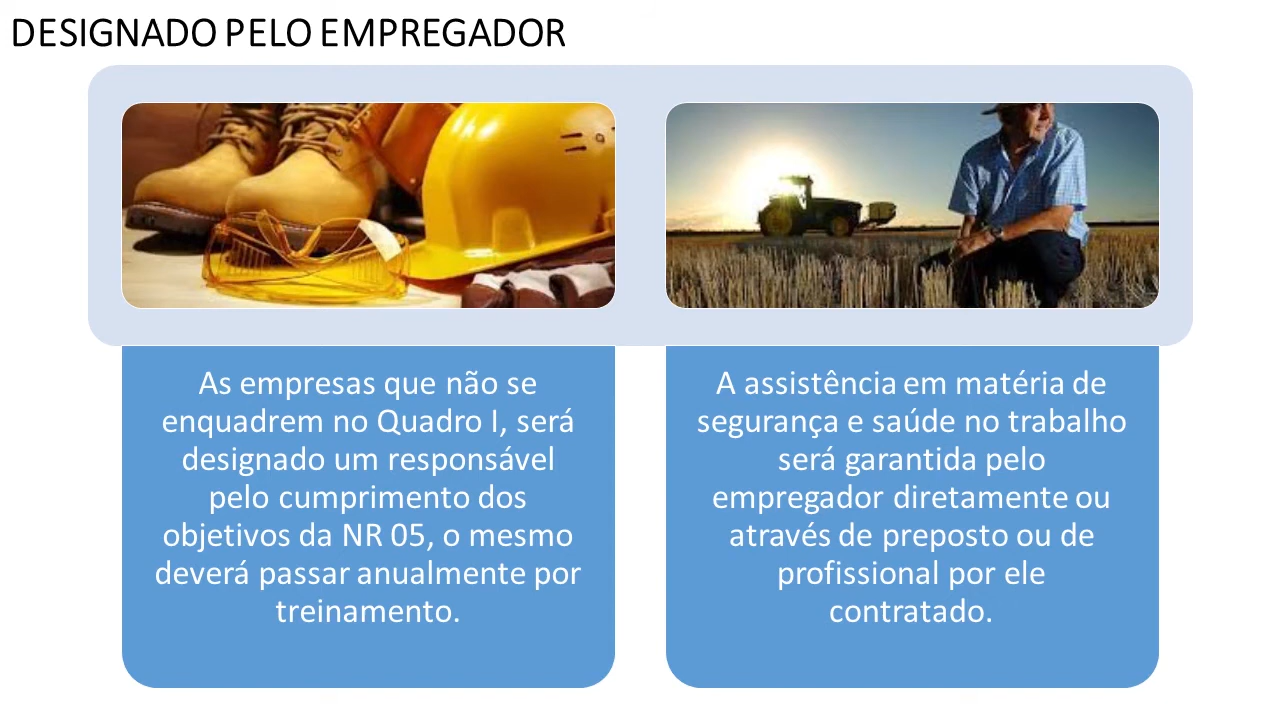 DESIGNADO PELO EMPREGADOR
As empresas que não se
enquadrem no Quadro I, será
designado um responsável
pelo cumprimento dos
objetivos da NR 05, o mesmo
deverá passar anualmente por
treinamento.
A assistência em matéria de
segurança e saúde no trabalho
será garantida pelo
empregador diretamente ou
através de preposto ou de
profissional por ele
contratado.